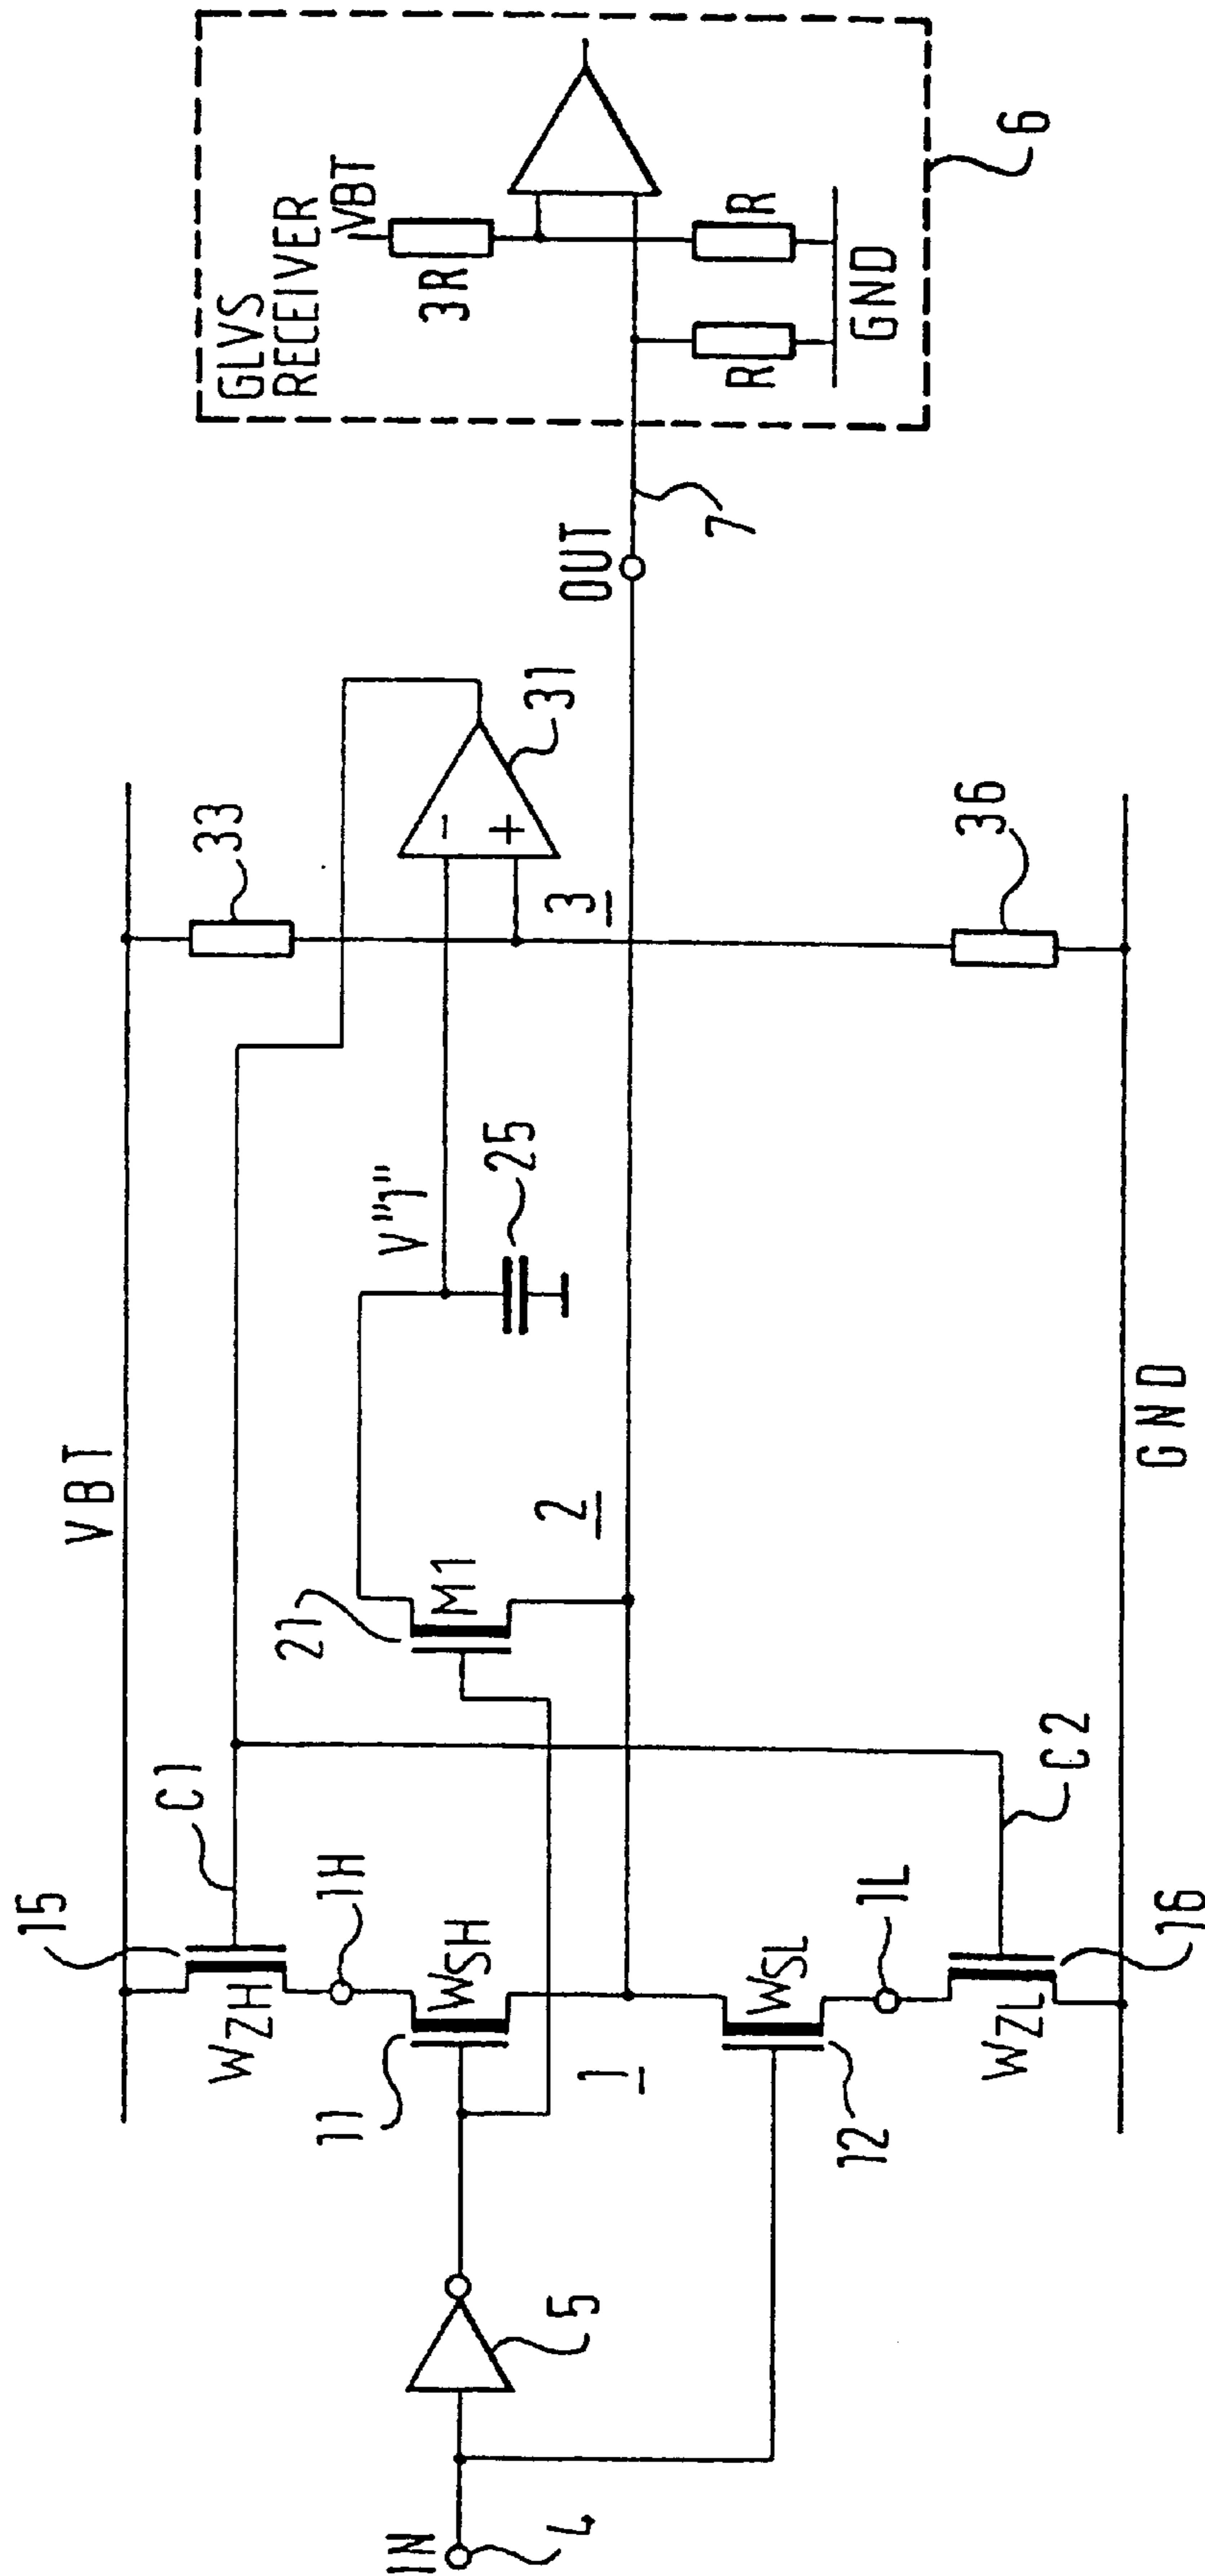 VBT
GLVS
RECEIVER
VBT
3R
R
R
GND
6
OUT
7
33
31
-
+
3
36
V"1"
25
2
21
M1
C1
C2
15
WZH
1H
11
WSH
1
WSL
12
1L
WZL
16
GND
5
IN
4